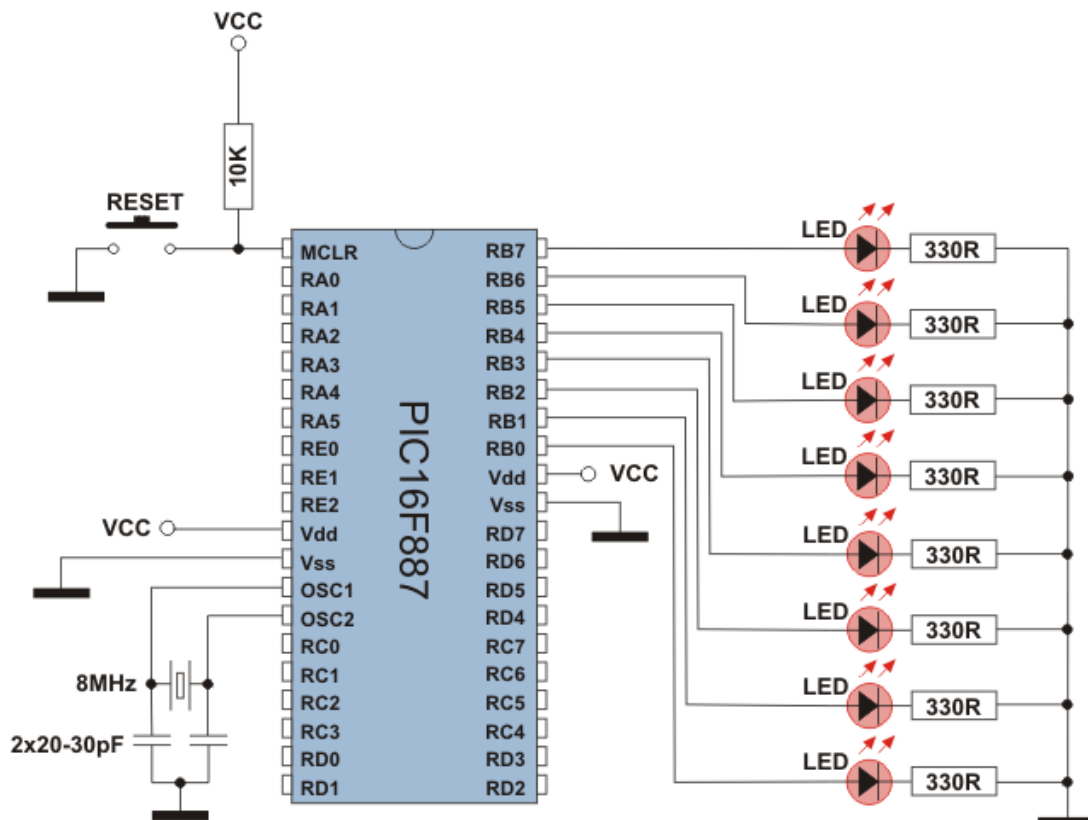 VCC
10K
RESET
MCLR
RA0
RA1
RA2
RA3
RA4
RA5
RE0
RE1
RE2
Vdd
Vss
OSC1
OSC2
RC0
RC1
RC2
RC3
RD0
RD1
PIC16F887
RB7
RB6
RB5
RB4
RB3
RB2
RB1
RB0
Vdd
Vss
RD7
RD6
RD5
RD4
RC7
RC6
RC5
RC4
RD3
RD2
VCC
VCC
8MHz
2x20-30pF
LED 330R
LED 330R
LED 330R
LED 330R
LED 330R
LED 330R
LED 330R
LED 330R